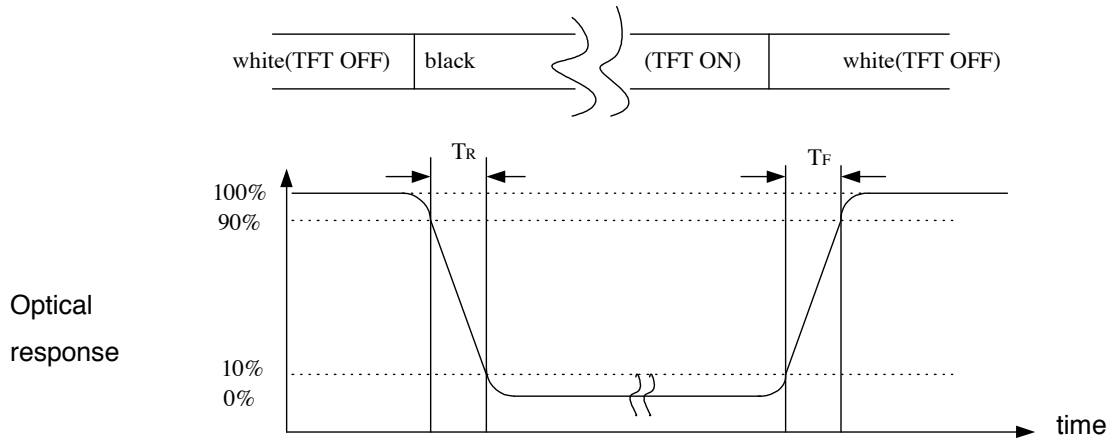 white(TFT OFF) black (TFT ON) white(TFT OFF)
TR TF
100%
90%
Optical
response
10%
0%
time